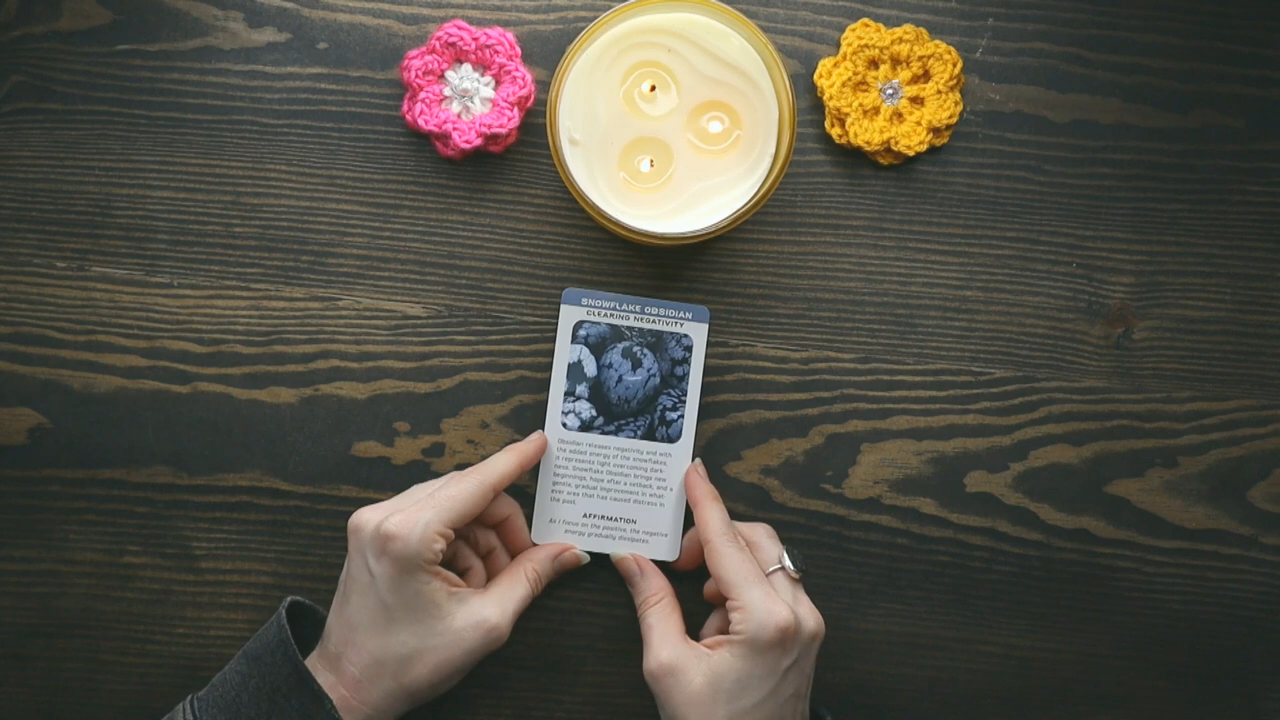 SNOWFLAKE OBSIDIAN
CLEARING NEGATIVITY
Obsidian releases negativity and with
the added energy of the snowflakes,
it represents light overcoming dark-
ness. Snowflake Obsidian brings new
beginnings, hope after a setback, and a
gentle, gradual improvement in what-
ever area that has caused distress in
the past.
AFFIRMATION
As I focus on the positive, the negative
energy gradually dissipates.